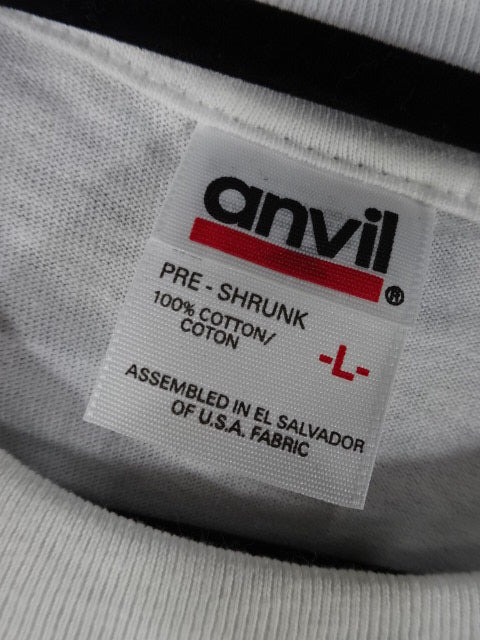 anvil®
PRE - SHRUNK
100% COTTON/
COTON
-L-
ASSEMBLED IN EL SALVADOR
OF U.S.A. FABRIC